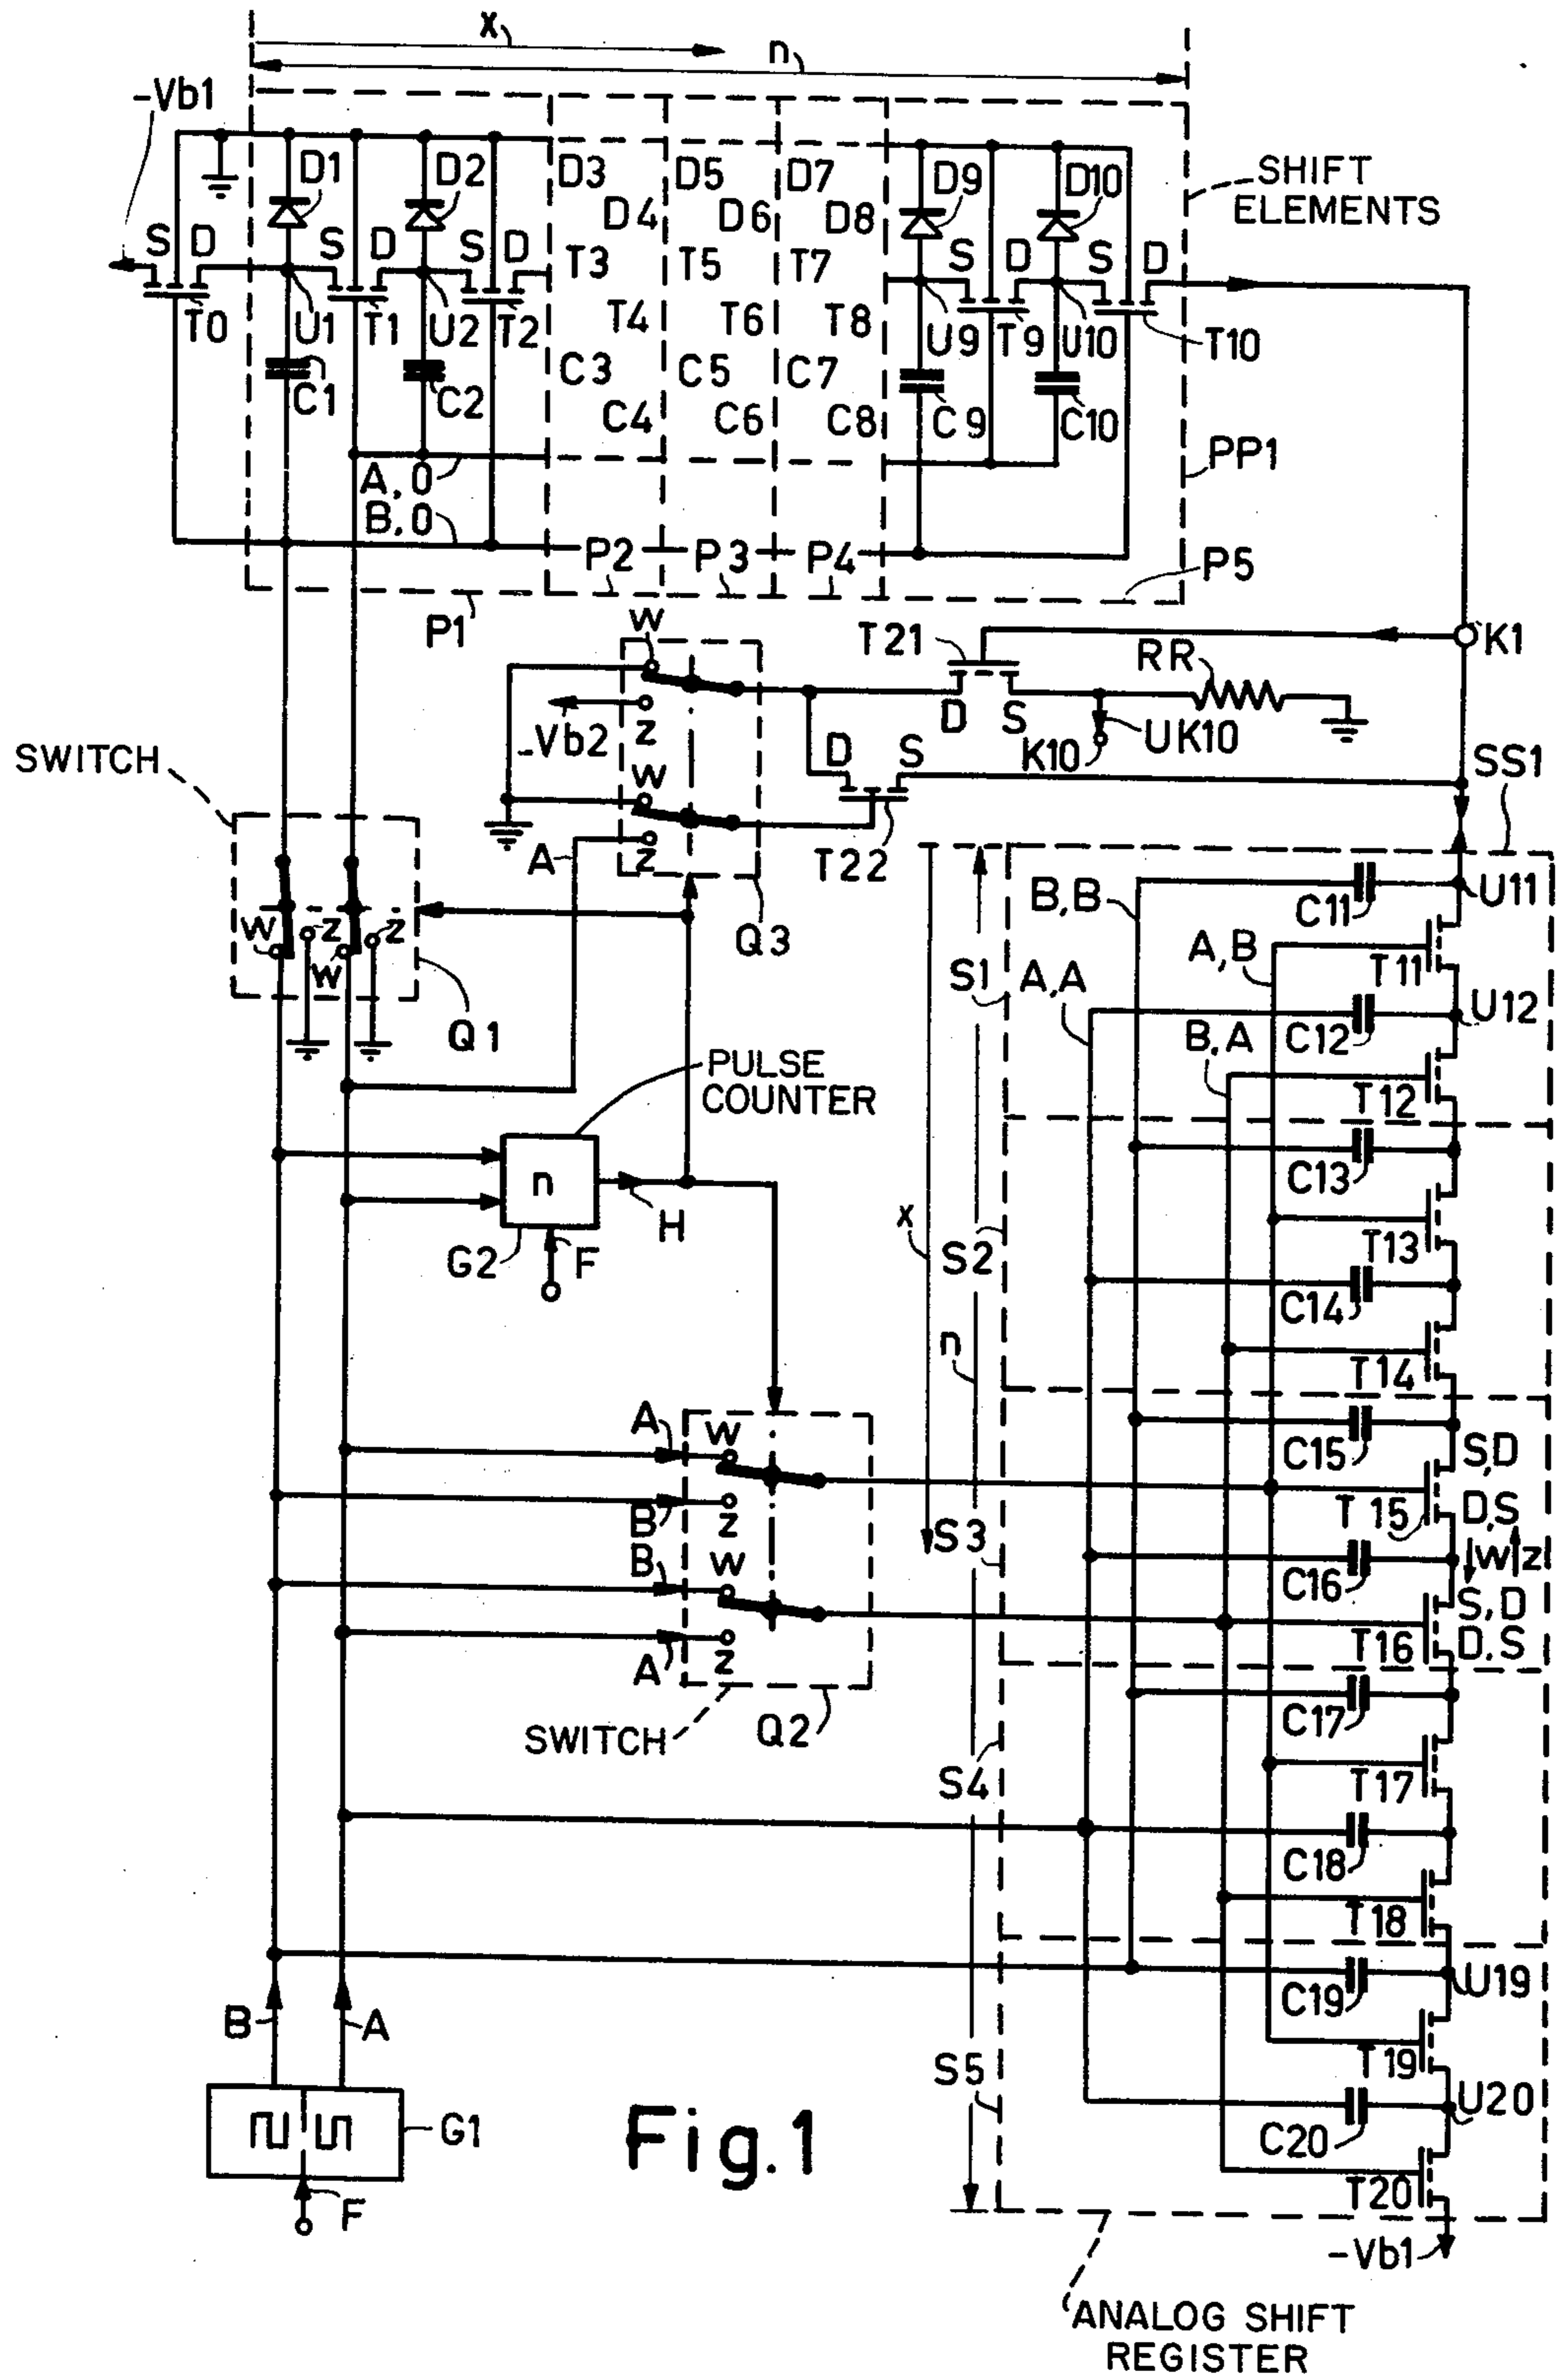 x
n
-Vb1
D1 D2 D3 D5 D7 D9 D10
D4 D6 D8
SHIFT
ELEMENTS
S D S D S D T3 T5 T7 S D S D
T0 U1 T1 U2 T2 T4 T6 T8 U9 T9 U10 T10
C1 C2 C3 C5 C7 C9 C10
C4 C6 C8
A,0
B,0
PP1
P1 P2 P3 P4 P5
w
T21
RR
K1
z
-Vb2
D S
K10
UK10
SWITCH
w
D S
SS1
A
z
T22
Q3
w z w z
Q1
B,B
C11
U11
A,B
T11
S1
A,A
U12
B,A
C12
T12
PULSE
COUNTER
n
H
G2
F
x
S2
C13
T13
C14
n
T14
A
w
B
z
B
w
A
z
SWITCH
Q2
C15
S,D
T15
D,S
S3
w z
C16
S,D
T16
D,S
C17
S4
T17
C18
T18
U19
C19
B
A
T19
S5
U20
G1
C20
Fig.1
F
T20
-Vb1
ANALOG SHIFT
REGISTER